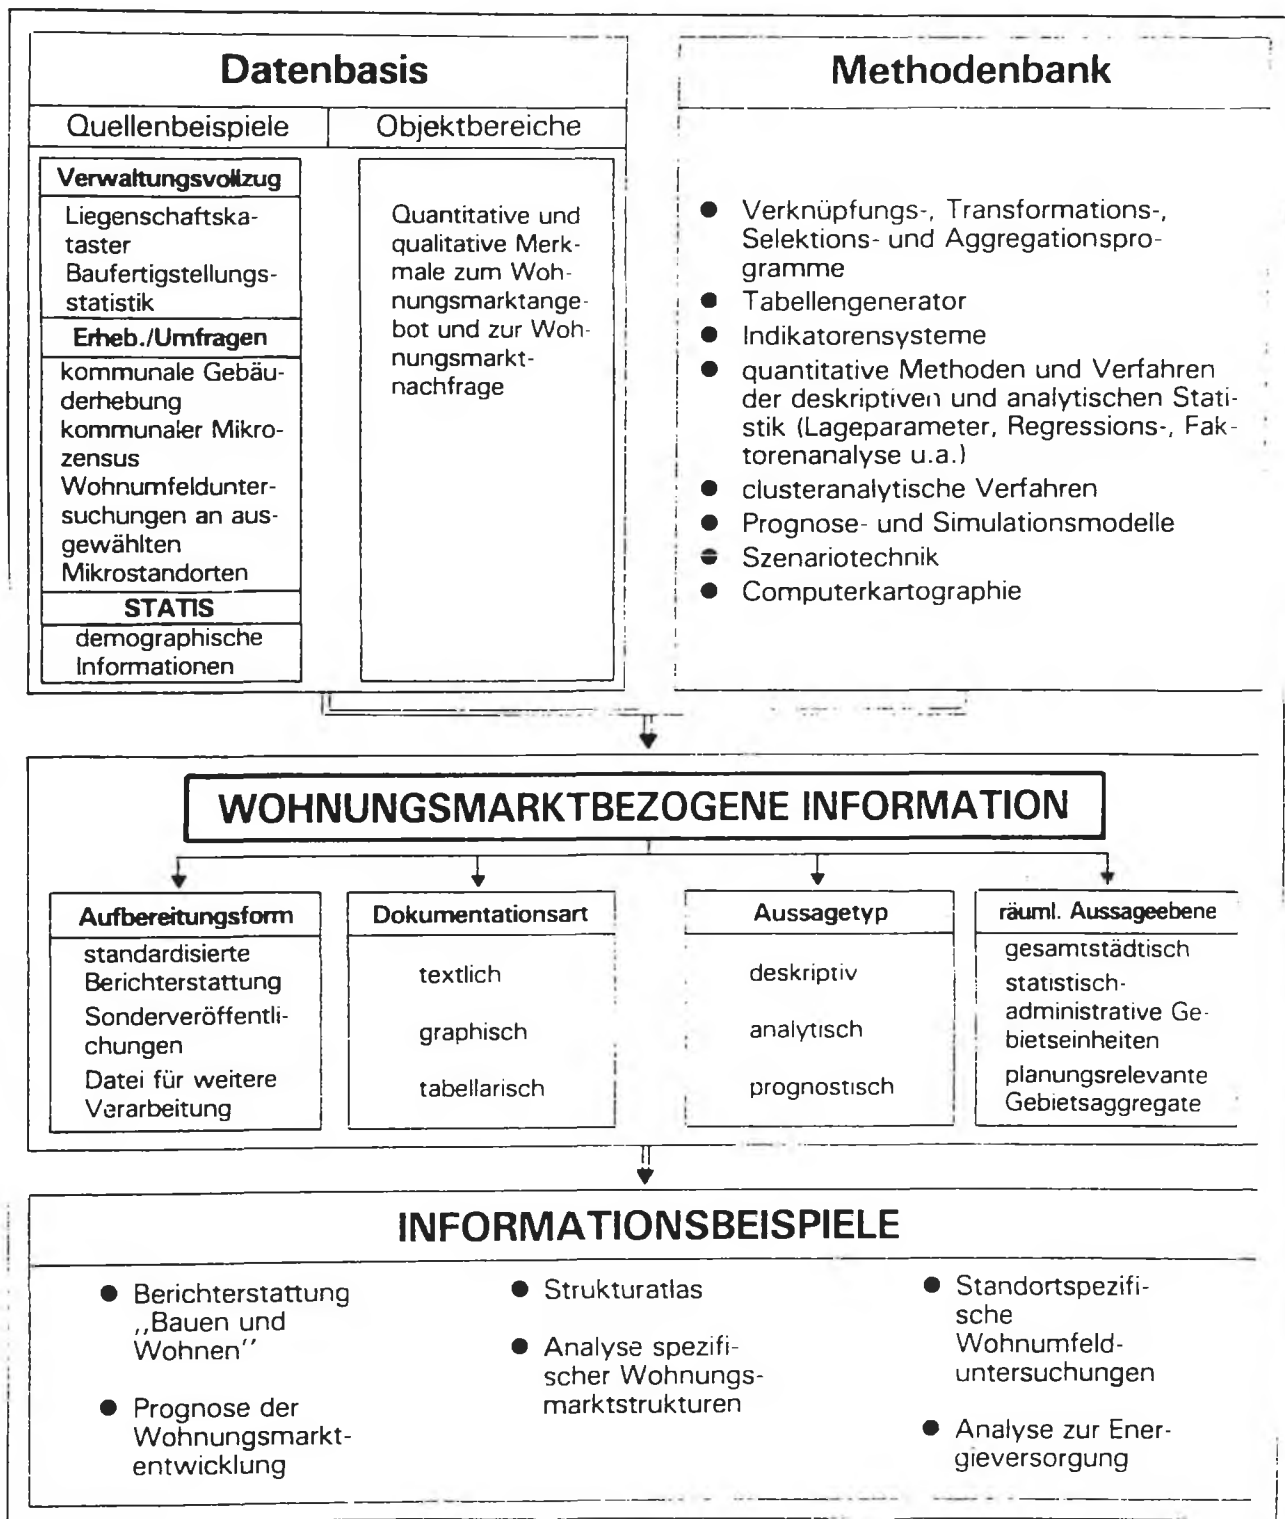 Datenbasis
Quellenbeispiele
Objektbereiche
Verwaltungsvollzug
Liegenschaftska-
taster
Baufertigstellungs-
statistik
Erheb./Umfragen
kommunale Gebäu-
derhebung
kommunaler Mikro-
zensus
Wohnumfeldunter-
suchungen an aus-
gewählten
Mikrostandorten
STATIS
demographische
Informationen
Quantitative und
qualitative Merk-
male zum Woh-
nungsmarktange-
bot und zur Woh-
nungsmarkt-
nachfrage
Methodenbank
● Verknüpfungs-, Transformations-,
Selektions- und Aggregationspro-
gramme
● Tabellengenerator
● Indikatorensysteme
● quantitative Methoden und Verfahren
der deskriptiven und analytischen Stati-
stik (Lageparameter, Regressions-, Fak-
torenanalyse u.a.)
● clusteranalytische Verfahren
● Prognose- und Simulationsmodelle
● Szenariotechnik
● Computerkartographie
WOHNUNGSMARKTBEZOGENE INFORMATION
Aufbereitungsform
standardisierte
Berichterstattung
Sonderveröffentli-
chungen
Datei für weitere
Verarbeitung
Dokumentationsart
textlich
graphisch
tabellarisch
Aussagetyp
deskriptiv
analytisch
prognostisch
räuml. Aussageebene
gesamtstädtisch
statistisch-
administrative Ge-
bietseinheiten
planungsrelevante
Gebietsaggregate
INFORMATIONSBEISPIELE
● Berichterstattung
,,Bauen und
Wohnen''
● Prognose der
Wohnungsmarkt-
entwicklung
● Strukturatlas
● Analyse spezifi-
scher Wohnungs-
marktstrukturen
● Standortspezifi-
sche
Wohnumfeld-
untersuchungen
● Analyse zur Ener-
gieversorgung